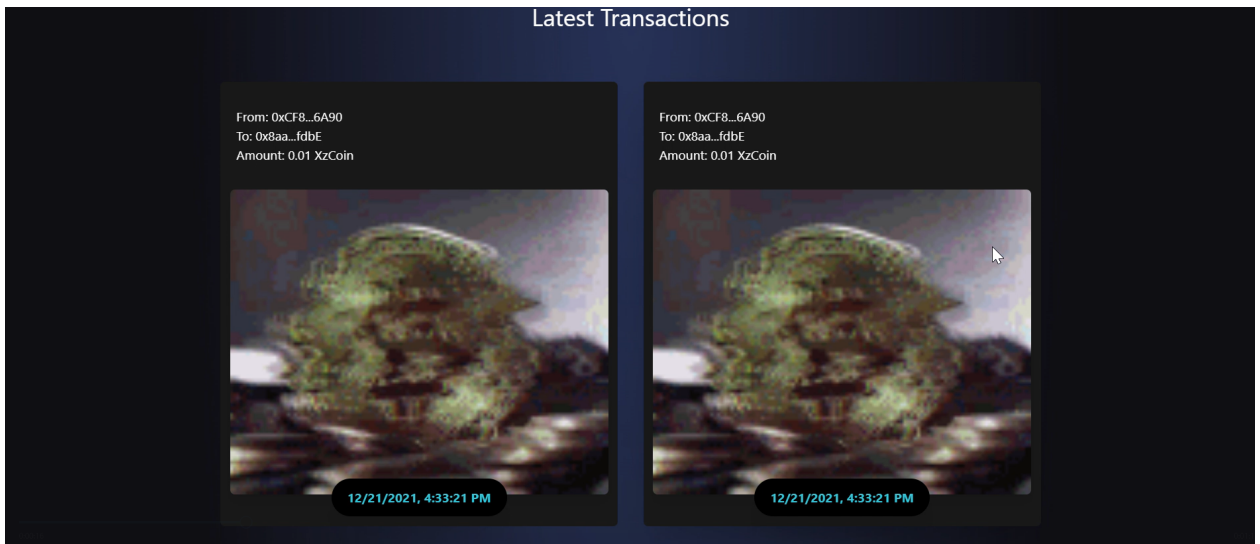 Latest Transactions
From: 0xCF8...6A90
To: 0x8aa...fdbE
Amount: 0.01 XzCoin
12/21/2021, 4:33:21 PM
From: 0xCF8...6A90
To: 0x8aa...fdbE
Amount: 0.01 XzCoin
12/21/2021, 4:33:21 PM